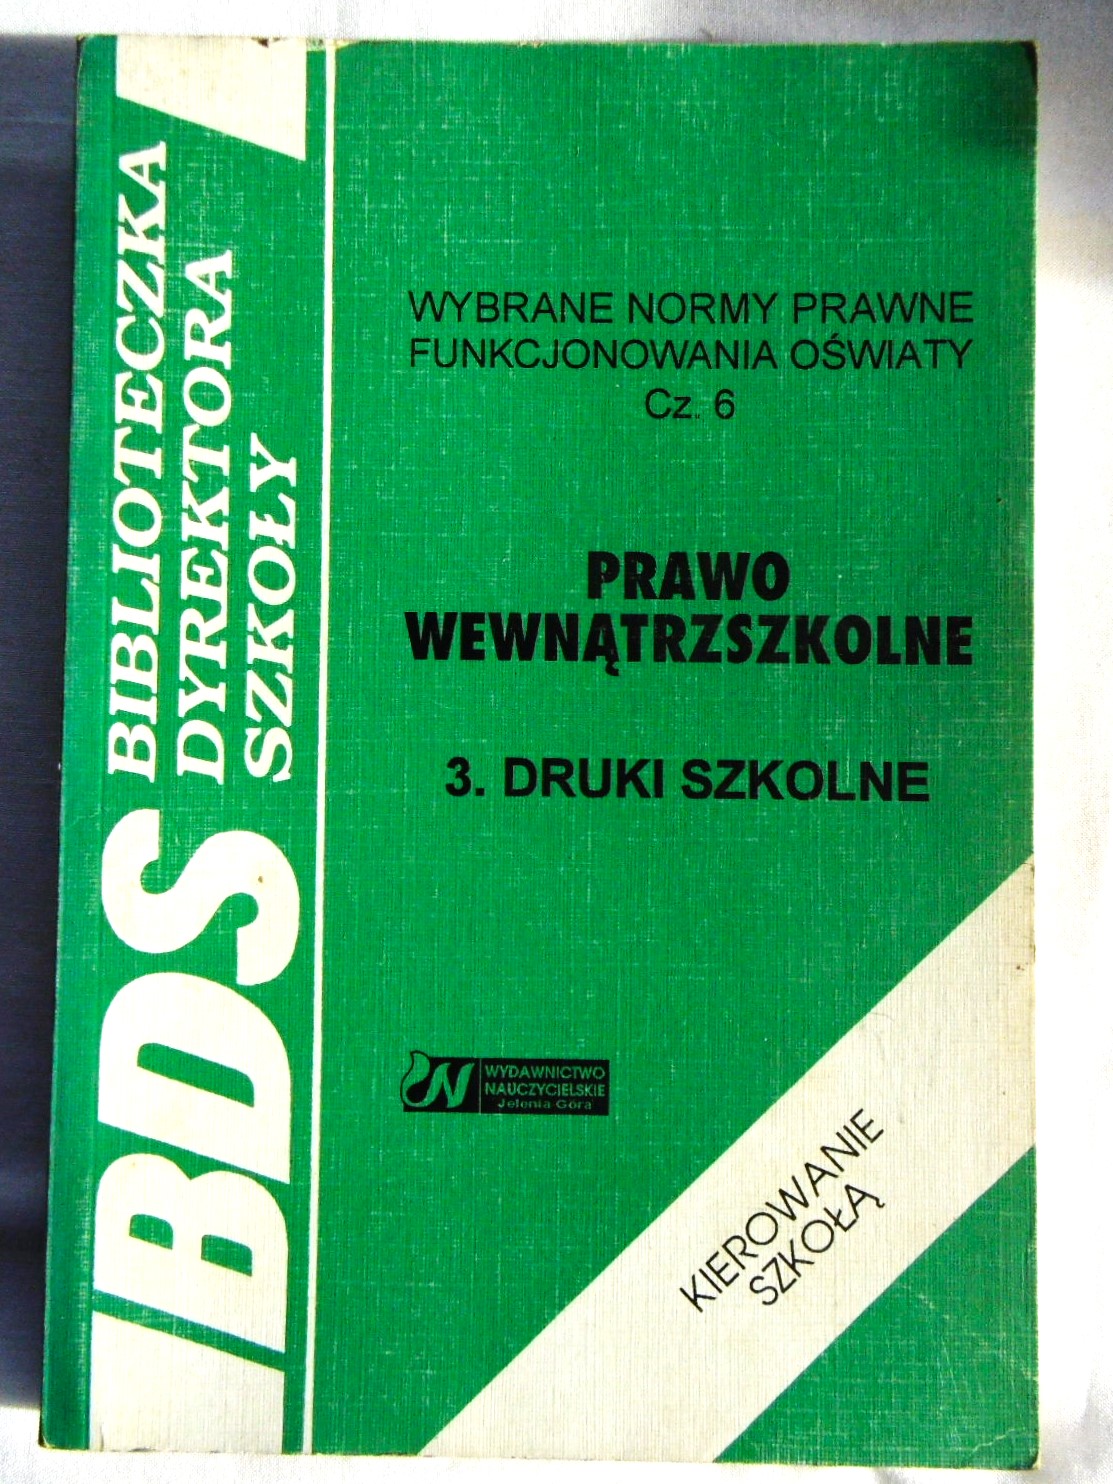 BDS
BIBLIOTECZKA
DYREKTORA
SZKOŁY
WYBRANE NORMY PRAWNE
FUNKCJONOWANIA OŚWIATY
Cz. 6
PRAWO
WEWNĄTRZSZKOLNE
3. DRUKI SZKOLNE
WN
WYDAWNICTWO
NAUCZYCIELSKIE
Jelenia Góra
KIEROWANIE
SZKOŁĄ